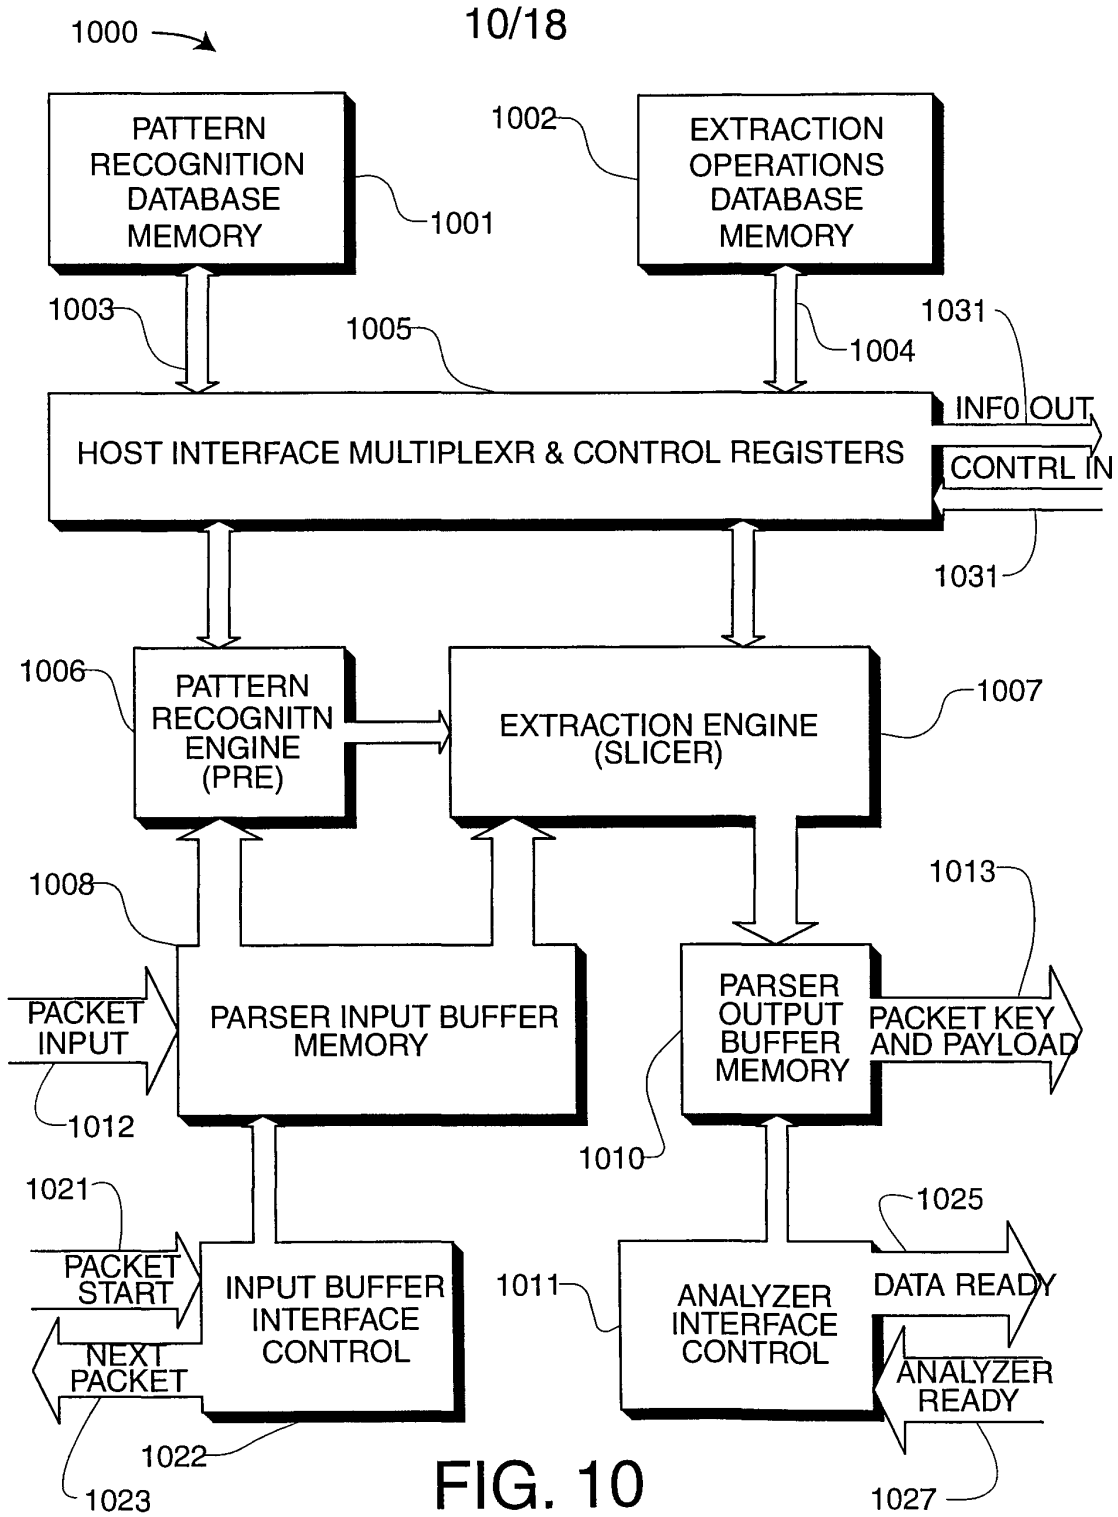 10/18
1000
PATTERN
RECOGNITION
DATABASE
MEMORY
1001
1002
EXTRACTION
OPERATIONS
DATABASE
MEMORY
1003
1005
1004
1031
INFO OUT
HOST INTERFACE MULTIPLEXR & CONTROL REGISTERS
CONTRL IN
1031
1006
PATTERN
RECOGNITN
ENGINE
(PRE)
EXTRACTION ENGINE
(SLICER)
1007
1008
1013
PACKET
INPUT
PARSER INPUT BUFFER
MEMORY
PARSER
OUTPUT
BUFFER
MEMORY
PACKET KEY
AND PAYLOAD
1012
1010
1021
1025
PACKET
START
INPUT BUFFER
INTERFACE
CONTROL
NEXT
PACKET
1011
ANALYZER
INTERFACE
CONTROL
DATA READY
ANALYZER
READY
1022
1023
1027
FIG. 10